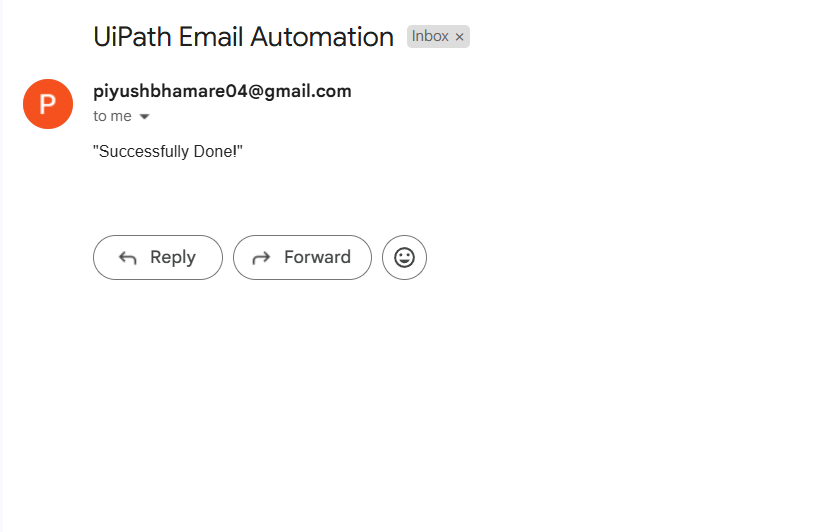 UiPath Email Automation Inbox ×
P
piyushbhamare04@gmail.com
to me
"Successfully Done!"
Reply Forward